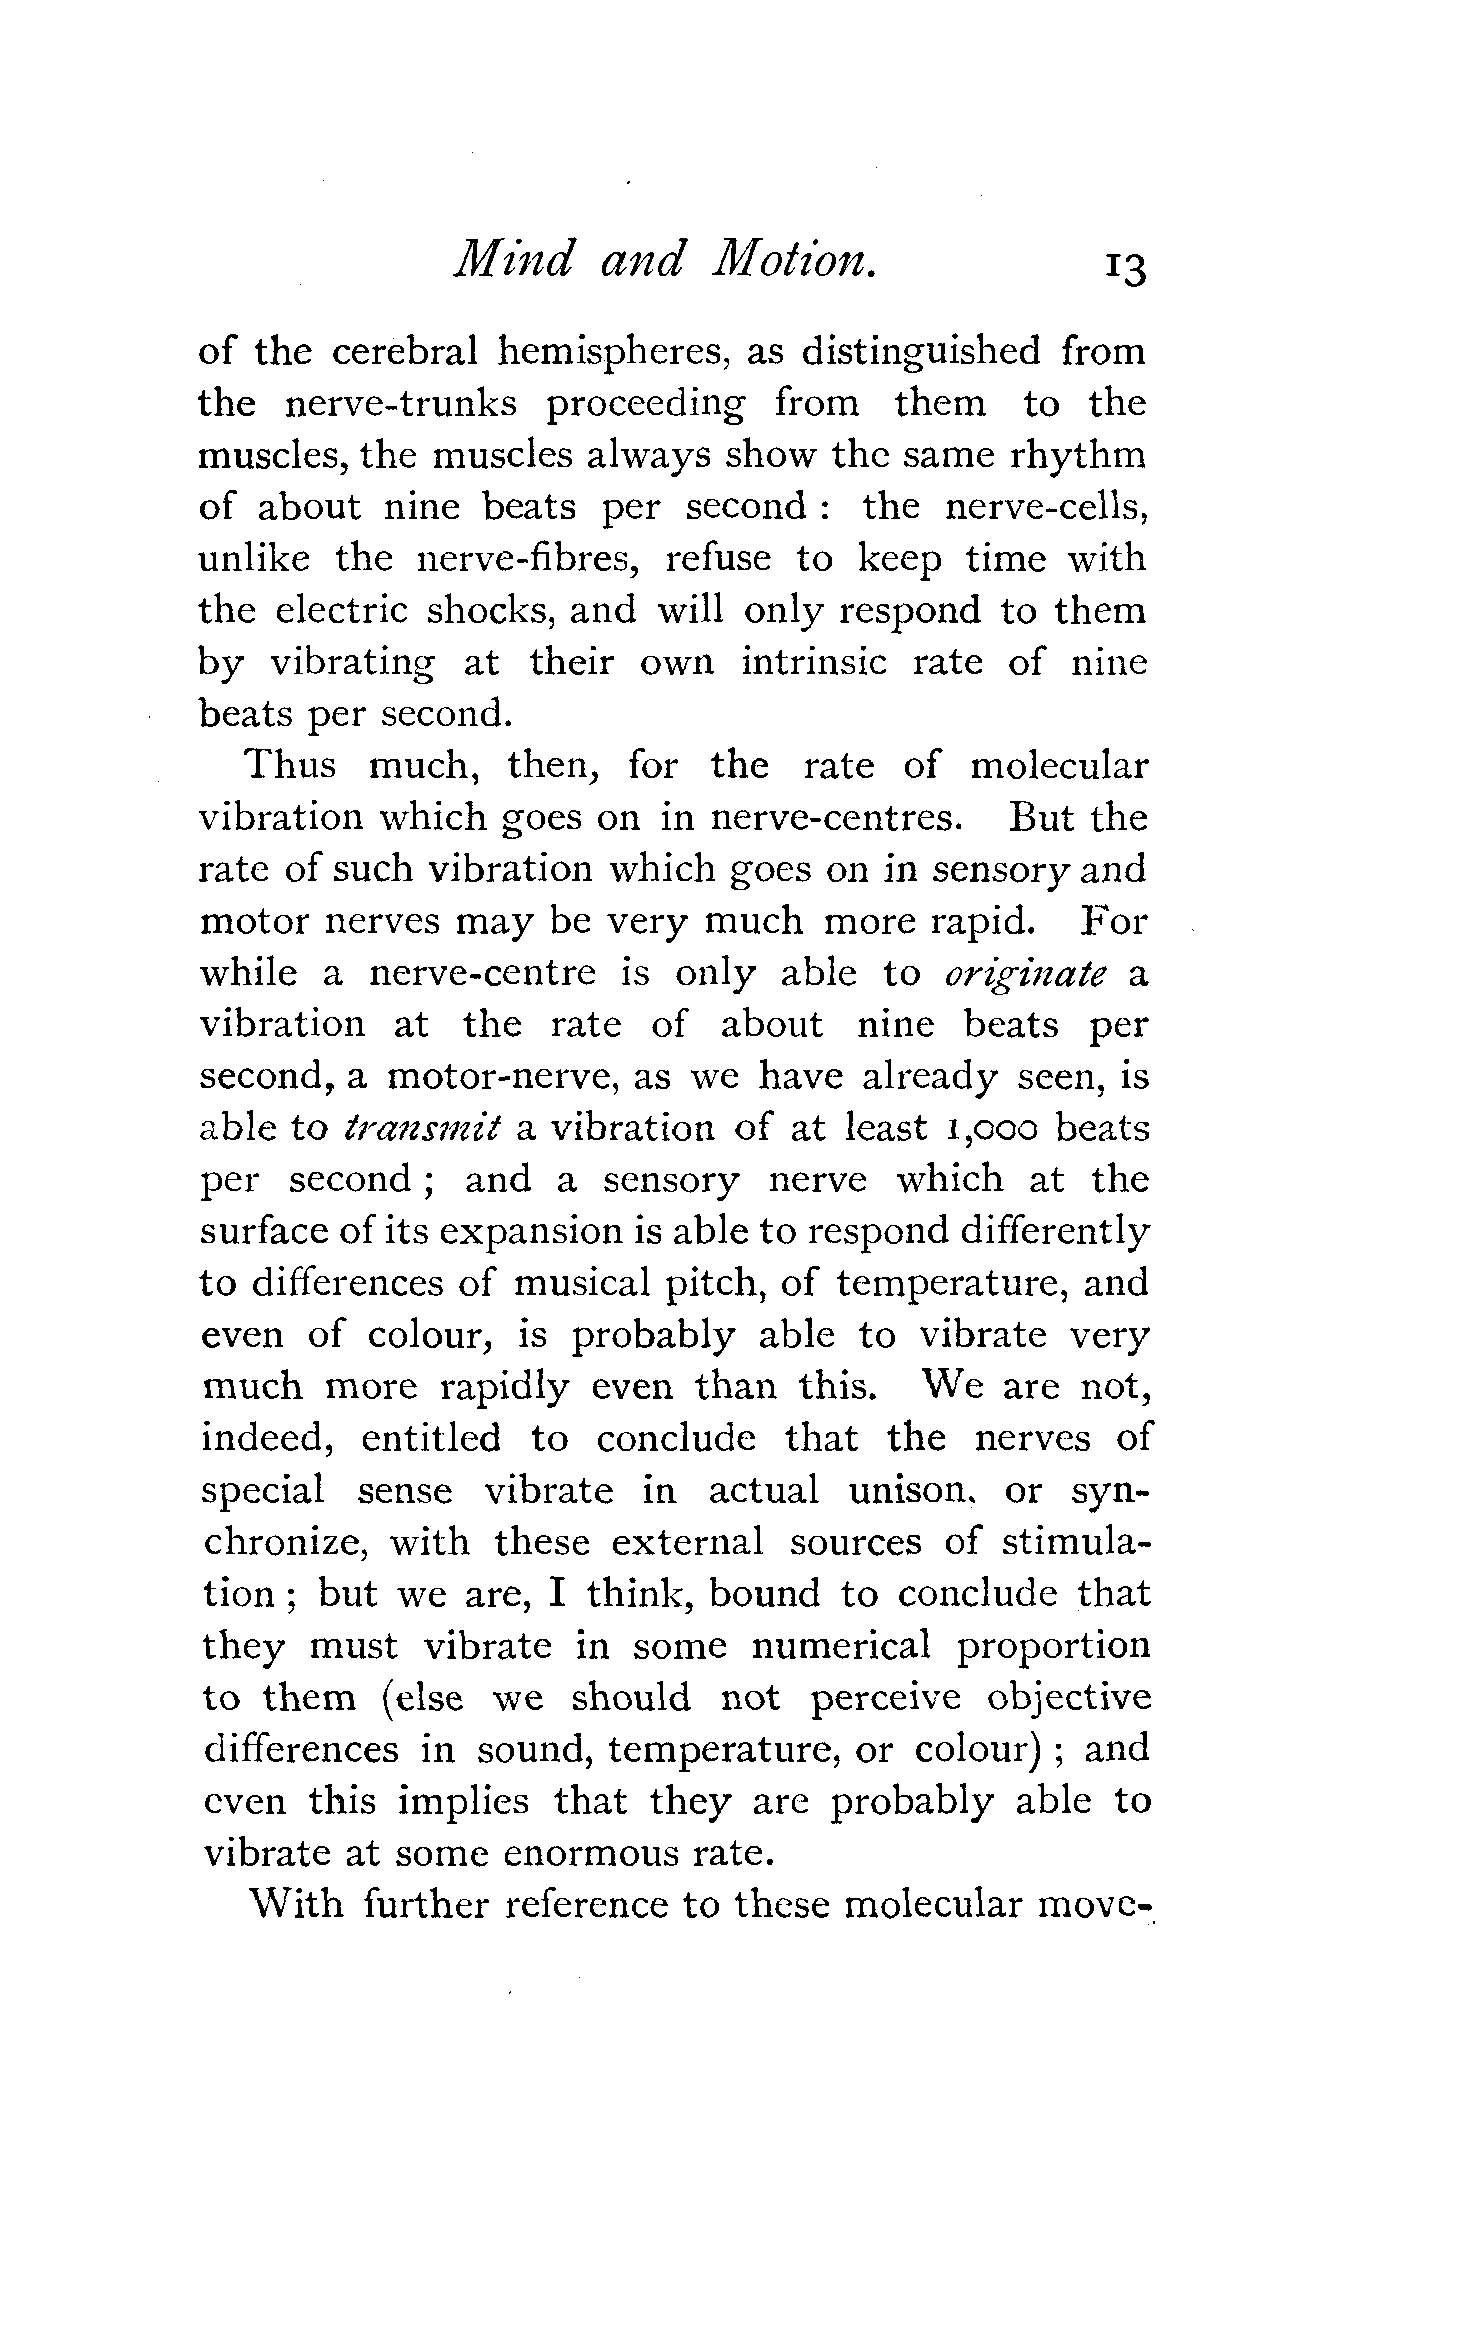 Mind and Motion. 13
of the cerebral hemispheres, as distinguished from
the nerve-trunks proceeding from them to the
muscles, the muscles always show the same rhythm
of about nine beats per second : the nerve-cells,
unlike the nerve-fibres, refuse to keep time with
the electric shocks, and will only respond to them
by vibrating at their own intrinsic rate of nine
beats per second.
Thus much, then, for the rate of molecular
vibration which goes on in nerve-centres. But the
rate of such vibration which goes on in sensory and
motor nerves may be very much more rapid. For
while a nerve-centre is only able to originate a
vibration at the rate of about nine beats per
second, a motor-nerve, as we have already seen, is
able to transmit a vibration of at least 1,000 beats
per second ; and a sensory nerve which at the
surface of its expansion is able to respond differently
to differences of musical pitch, of temperature, and
even of colour, is probably able to vibrate very
much more rapidly even than this. We are not,
indeed, entitled to conclude that the nerves of
special sense vibrate in actual unison, or syn-
chronize, with these external sources of stimula-
tion ; but we are, I think, bound to conclude that
they must vibrate in some numerical proportion
to them (else we should not perceive objective
differences in sound, temperature, or colour) ; and
even this implies that they are probably able to
vibrate at some enormous rate.
With further reference to these molecular move-